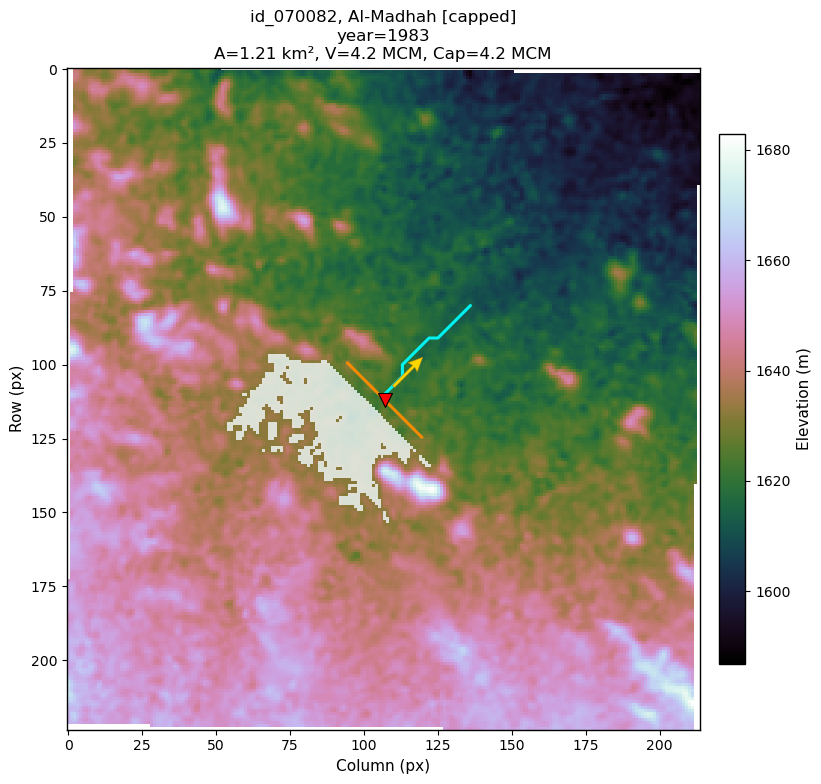 id_070082, Al-Madhah [capped]
year=1983
A=1.21 km², V=4.2 MCM, Cap=4.2 MCM
0
25
50
75
100
125
150
175
200
0 25 50 75 100 125 150 175 200
Row (px)
Column (px)
1680
1660
1640
1620
1600
Elevation (m)